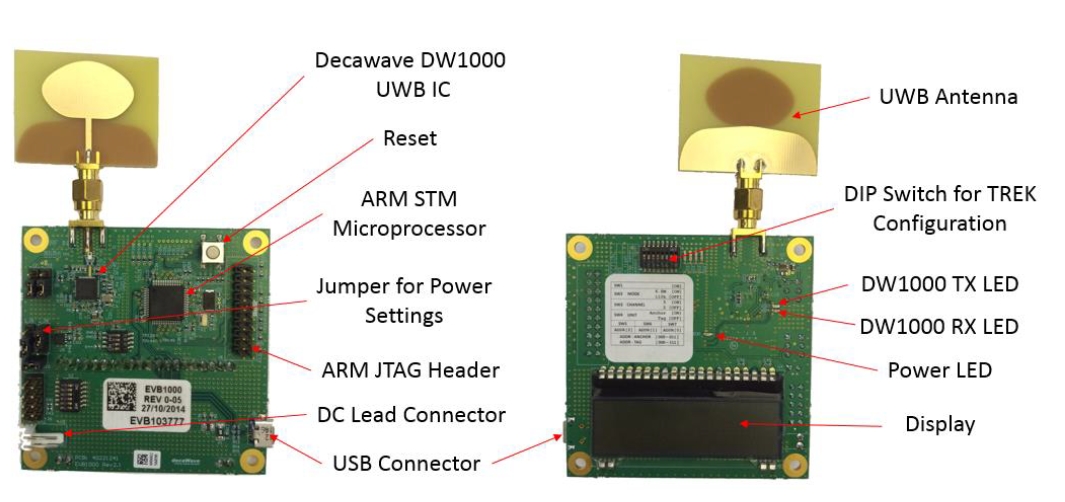 Decawave DW1000
UWB IC
Reset
ARM STM
Microprocessor
Jumper for Power
Settings
ARM JTAG Header
DC Lead Connector
USB Connector
EVB1000
REV 0-05
27/10/2014
EVB103777
UWB Antenna
DIP Switch for TREK
Configuration
DW1000 TX LED
DW1000 RX LED
Power LED
Display